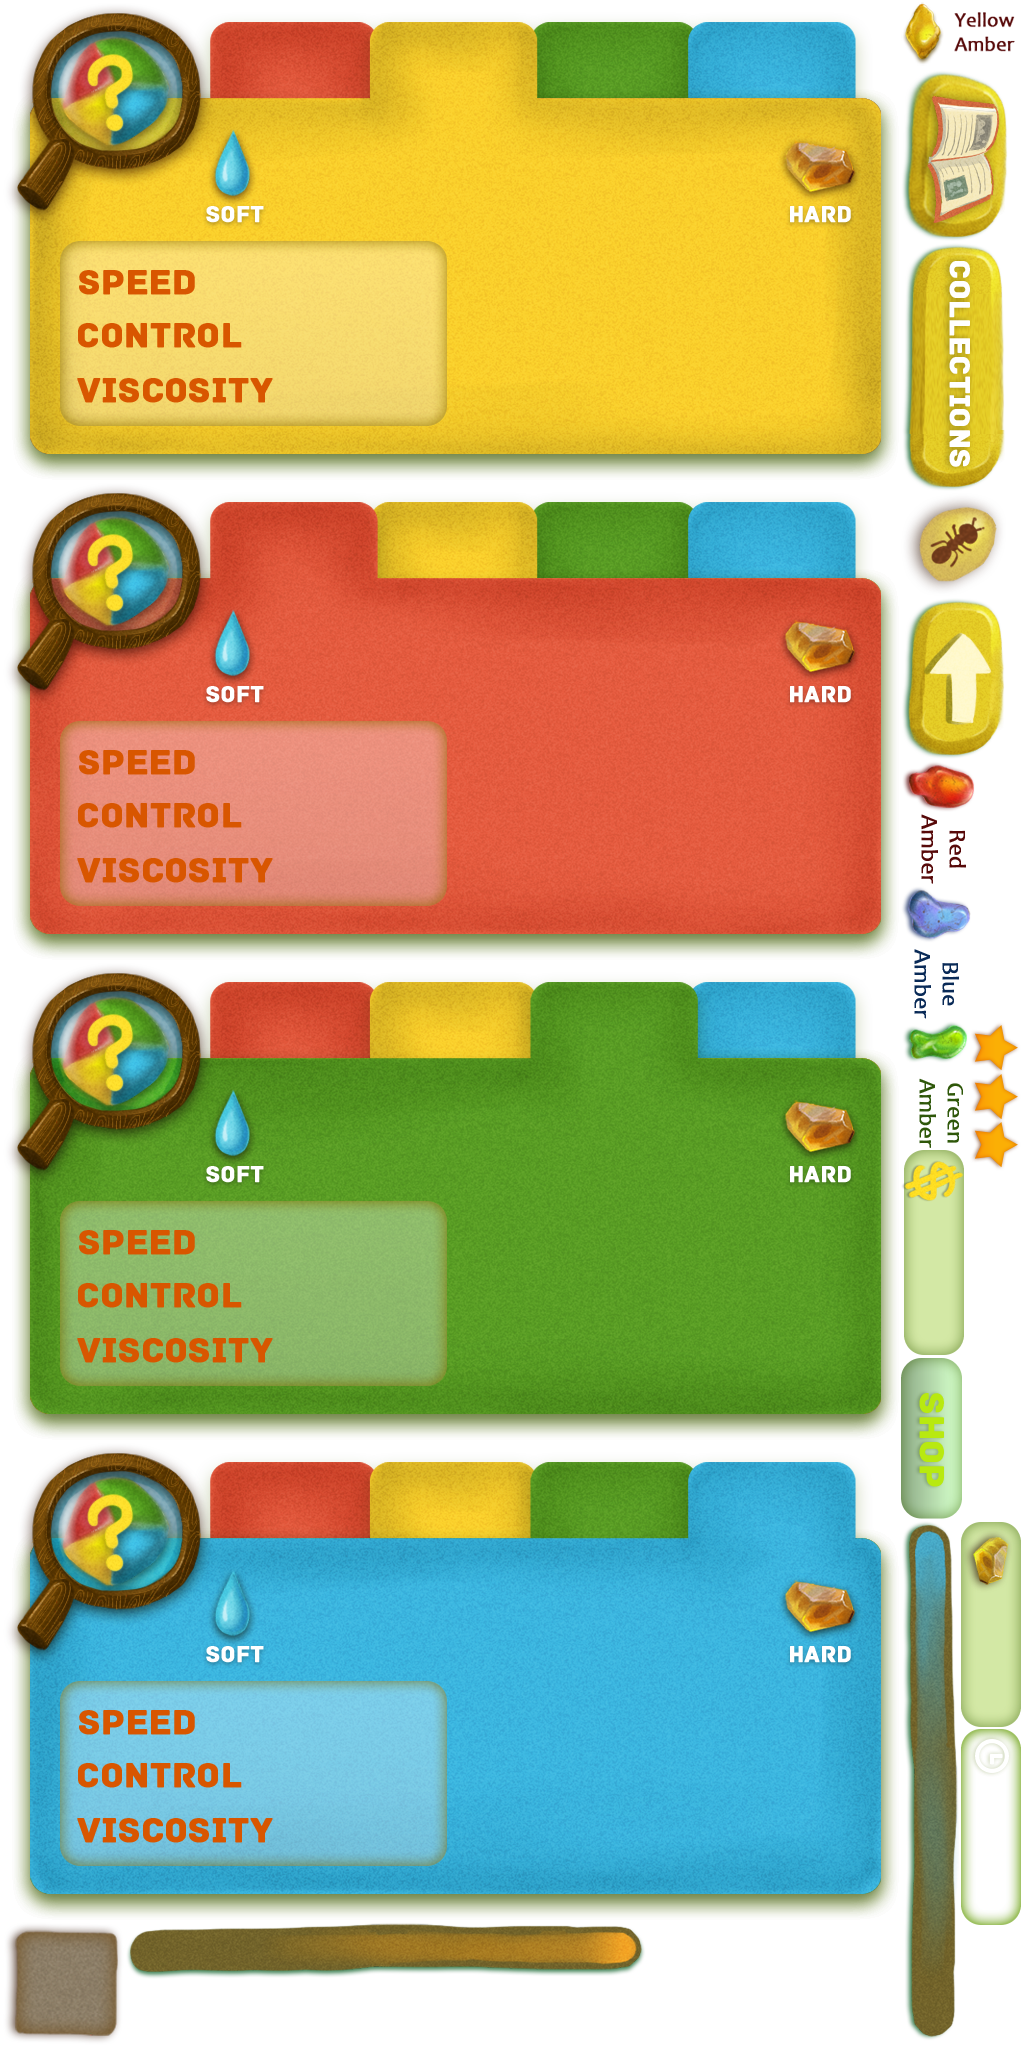 ?
SOFT
HARD
SPEED
CONTROL
VISCOSITY
?
SOFT
HARD
SPEED
CONTROL
VISCOSITY
?
SOFT
HARD
SPEED
CONTROL
VISCOSITY
?
SOFT
HARD
SPEED
CONTROL
VISCOSITY
Yellow
Amber
COLLECTIONS
Red
Amber
Blue
Amber
Green
Amber
$
SHOP